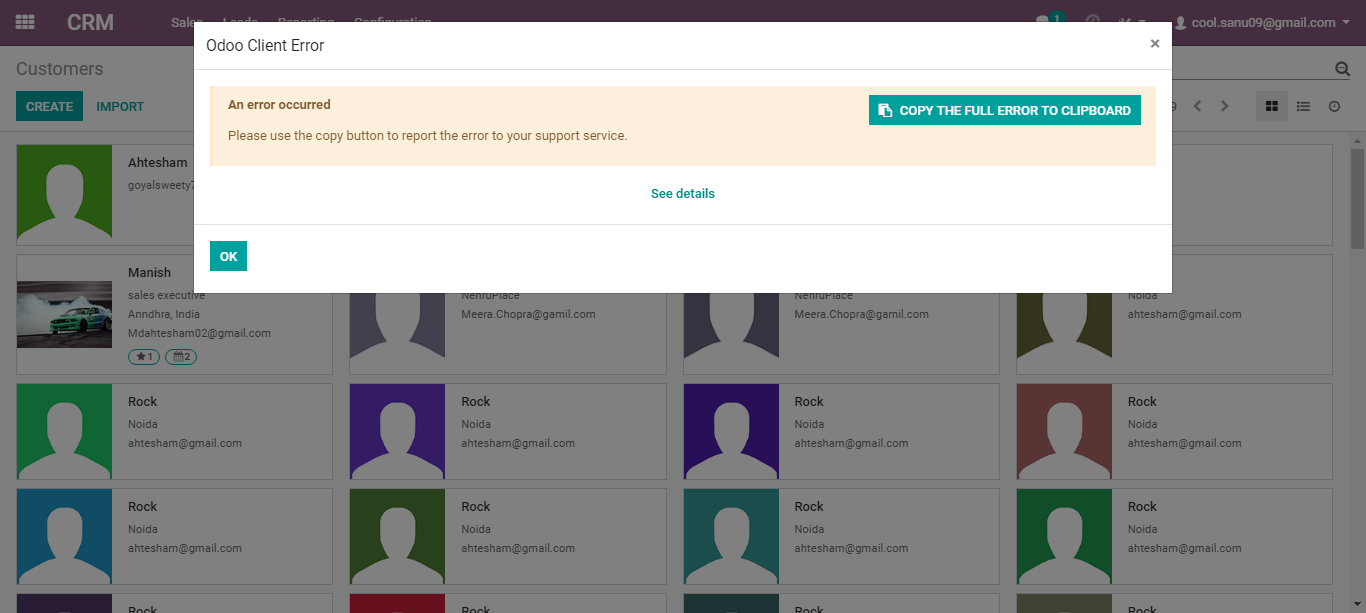 CRM
Sales Leads Reporting Configuration
1
cool.sanu09@gmail.com
Odoo Client Error
×
Customers
CREATE
IMPORT
An error occurred
COPY THE FULL ERROR TO CLIPBOARD
Please use the copy button to report the error to your support service.
See details
OK
Ahtesham
Manish
sales executive
Anndhra, India
Mdahtesham02@gmail.com
1
2
NehruPlace
Meera.Chopra@gamil.com
NehruPlace
Meera.Chopra@gamil.com
Noida
ahtesham@gmail.com
Rock
Noida
ahtesham@gmail.com
Rock
Noida
ahtesham@gmail.com
Rock
Noida
ahtesham@gmail.com
Rock
Noida
ahtesham@gmail.com
Rock
Noida
ahtesham@gmail.com
Rock
Noida
ahtesham@gmail.com
Rock
Noida
ahtesham@gmail.com
Rock
Noida
ahtesham@gmail.com
Rock
Rock
Rock
Rock